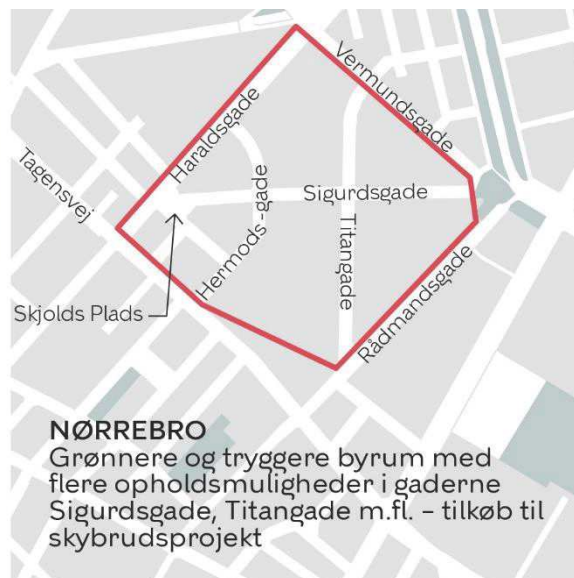 Vermundsgade
Haraldsgade
Tagensvej
Sigurdsgade
Hermods -gade
Titangade
Rådmandsgade
Skjolds Plads
NØRREBRO
Grønnere og tryggere byrum med
flere opholdsmuligheder i gaderne
Sigurdsgade, Titangade m.fl. – tilkøb til
skybrudsprojekt